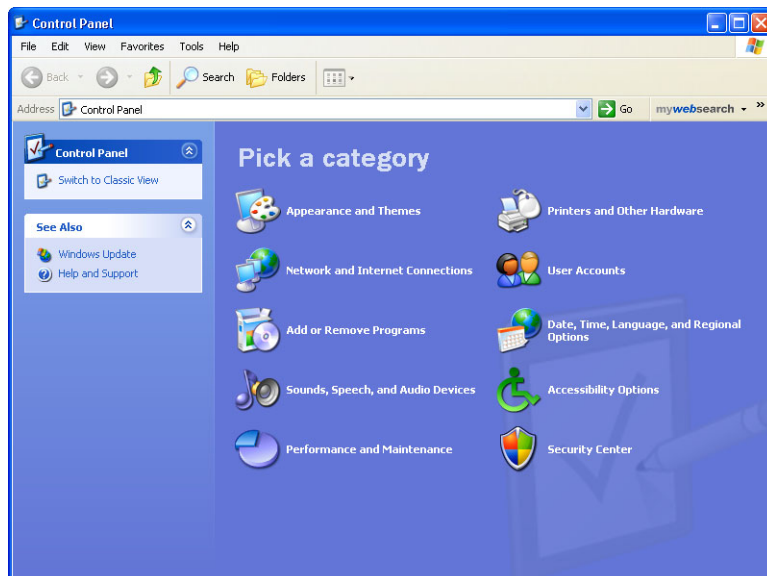 Control Panel
File Edit View Favorites Tools Help
Back Search Folders
Address Control Panel Go mywebsearch »
Control Panel
Switch to Classic View
See Also
Windows Update
Help and Support
Pick a category
Appearance and Themes
Printers and Other Hardware
Network and Internet Connections
User Accounts
Add or Remove Programs
Date, Time, Language, and Regional
Options
Sounds, Speech, and Audio Devices
Accessibility Options
Performance and Maintenance
Security Center